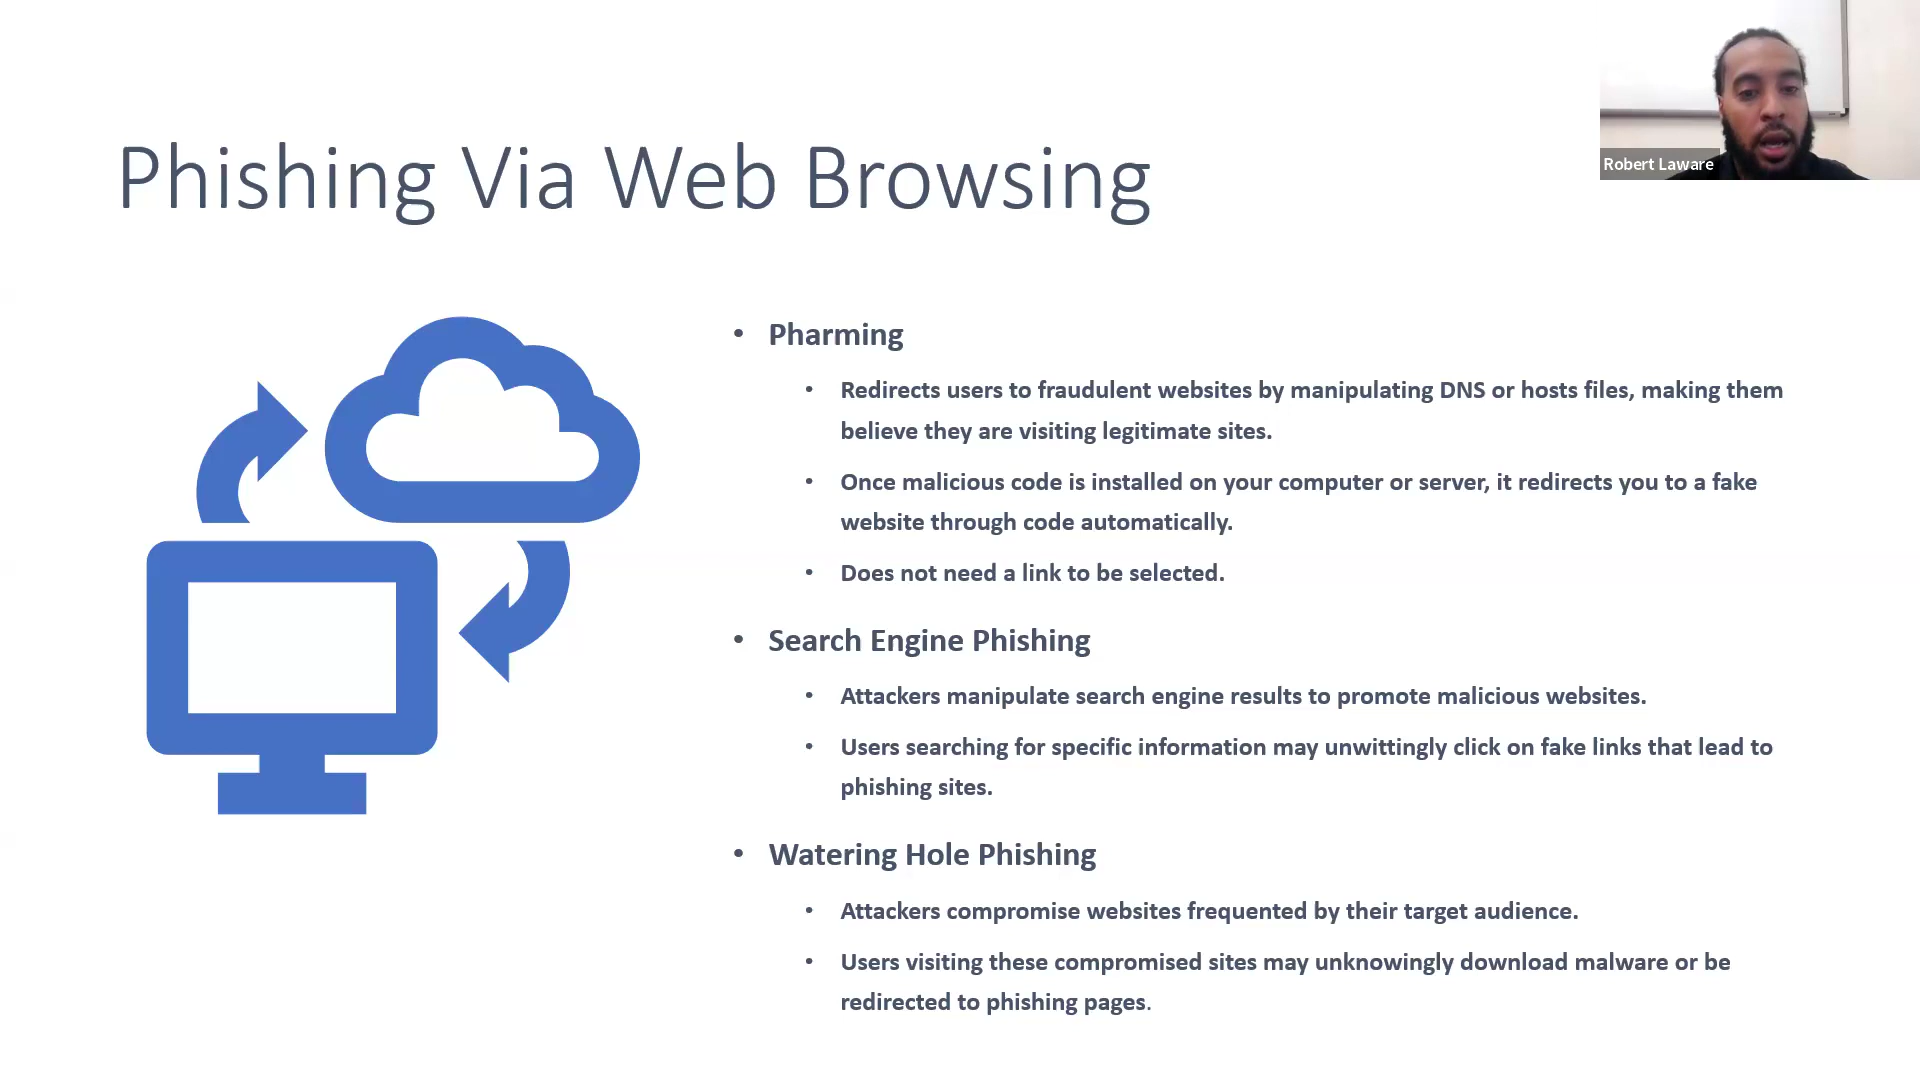 Phishing Via Web Browsing
Robert Laware
• Pharming
• Redirects users to fraudulent websites by manipulating DNS or hosts files, making them
believe they are visiting legitimate sites.
• Once malicious code is installed on your computer or server, it redirects you to a fake
website through code automatically.
• Does not need a link to be selected.
• Search Engine Phishing
• Attackers manipulate search engine results to promote malicious websites.
• Users searching for specific information may unwittingly click on fake links that lead to
phishing sites.
• Watering Hole Phishing
• Attackers compromise websites frequented by their target audience.
• Users visiting these compromised sites may unknowingly download malware or be
redirected to phishing pages.